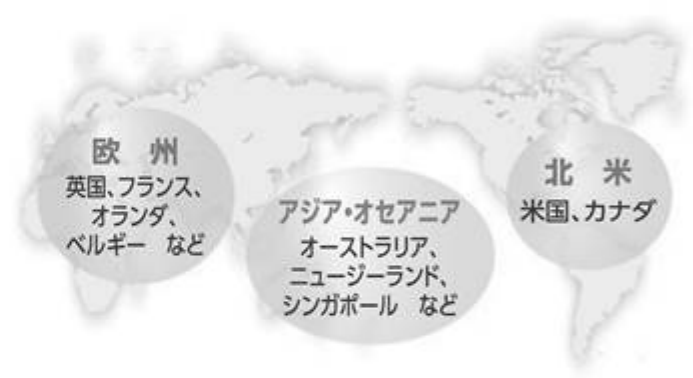 欧　州
英国、フランス、
オランダ、
ベルギー　など
アジア・オセアニア
オーストラリア、
ニュージーランド、
シンガポール　など
北　米
米国、カナダ